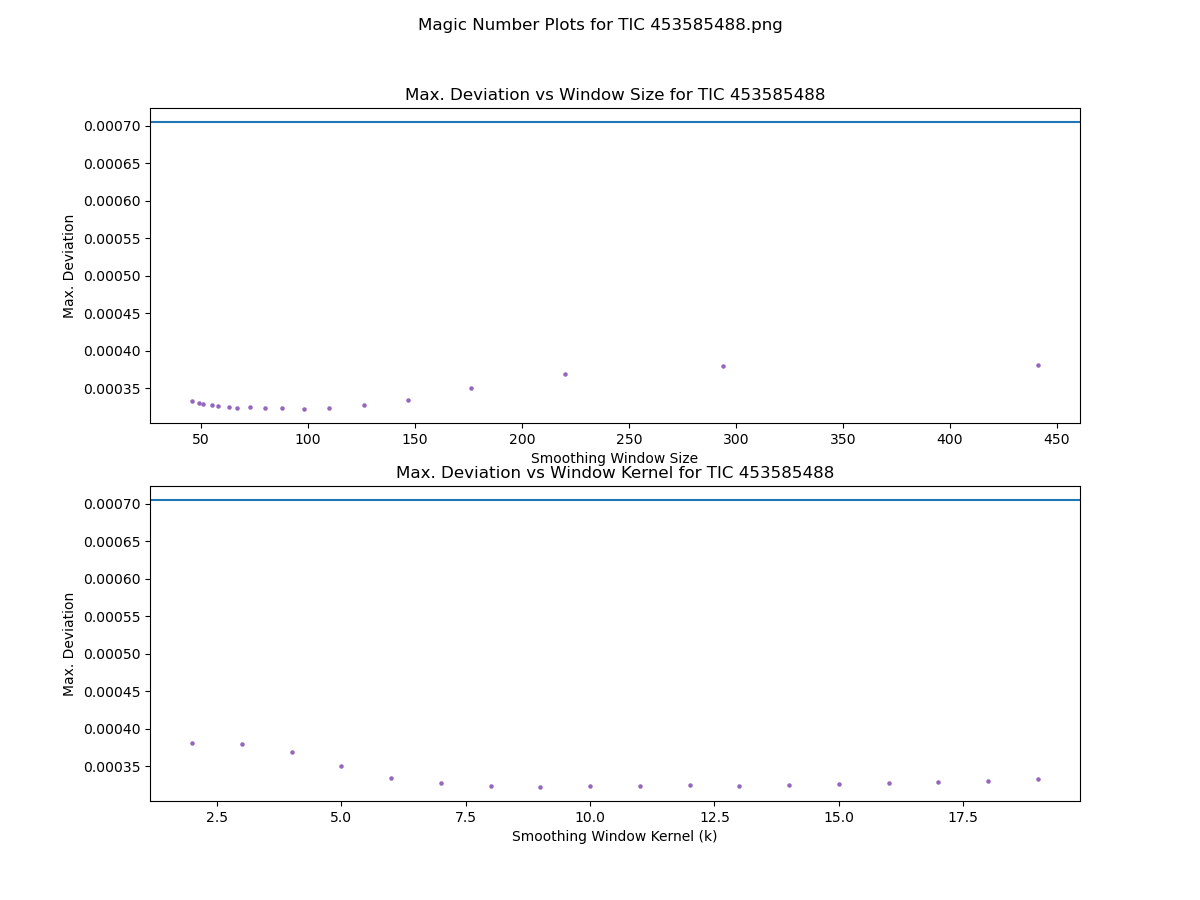 Magic Number Plots for TIC 453585488.png
Max. Deviation vs Window Size for TIC 453585488
Max. Deviation
0.00070
0.00065
0.00060
0.00055
0.00050
0.00045
0.00040
0.00035
50 100 150 200 250 300 350 400 450
Smoothing Window Size
Max. Deviation vs Window Kernel for TIC 453585488
Max. Deviation
0.00070
0.00065
0.00060
0.00055
0.00050
0.00045
0.00040
0.00035
2.5 5.0 7.5 10.0 12.5 15.0 17.5
Smoothing Window Kernel (k)